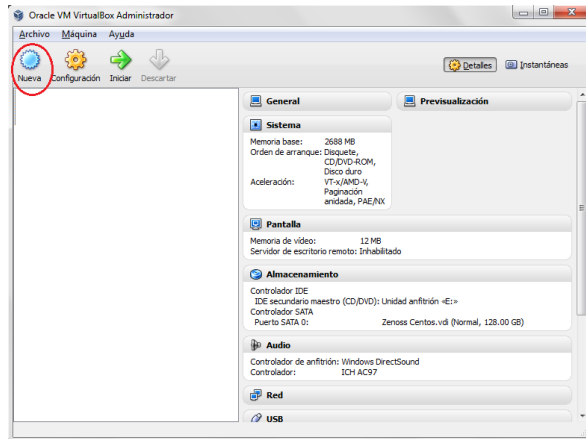 Oracle VM VirtualBox Administrador
Archivo Máquina Ayuda
Nueva Configuración Iniciar Descartar
Detalles Instantáneas
General
Previsualización
Sistema
Memoria base: 2688 MB
Orden de arranque: Disquete,
CD/DVD-ROM,
Disco duro
Aceleración: VT-x/AMD-V,
Paginación
anidada, PAE/NX
Pantalla
Memoria de vídeo: 12 MB
Servidor de escritorio remoto: Inhabilitado
Almacenamiento
Controlador IDE
IDE secundario maestro (CD/DVD): Unidad anfitrión «E:»
Controlador SATA
Puerto SATA 0: Zenoss Centos.vdi (Normal, 128.00 GB)
Audio
Controlador de anfitrión: Windows DirectSound
Controlador: ICH AC97
Red
USB